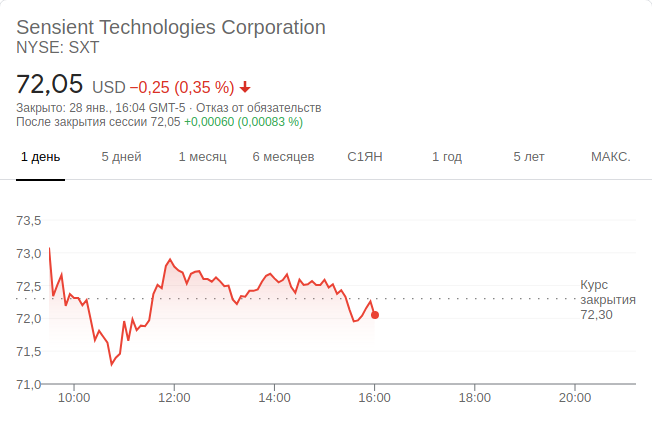 Sensient Technologies Corporation
NYSE: SXT
72,05 USD −0,25 (0,35 %)
Закрыто: 28 янв., 16:04 GMT-5 · Отказ от обязательств
После закрытия сессии 72,05 +0,00060 (0,00083 %)
1 день 5 дней 1 месяц 6 месяцев С1ЯН 1 год 5 лет МАКС.
73,5
73,0
72,5
72,0
71,5
71,0
Курс
закрытия
72,30
10:00 12:00 14:00 16:00 18:00 20:00